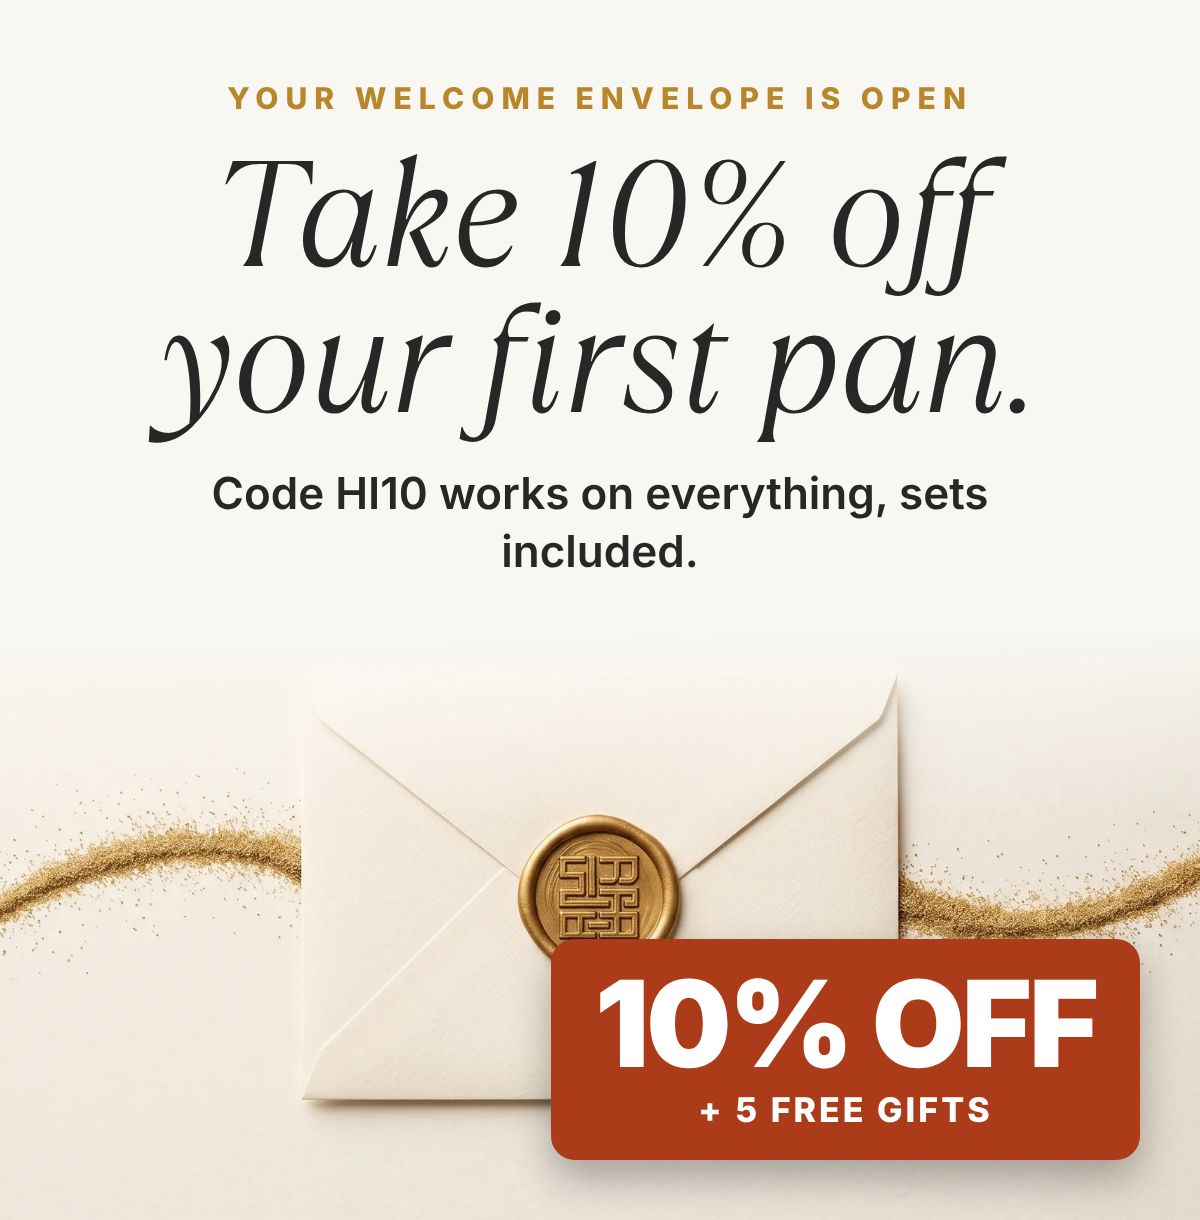 YOUR WELCOME ENVELOPE IS OPEN
Take 10% off
your first pan.
Code HI10 works on everything, sets
included.
10% OFF
+ 5 FREE GIFTS